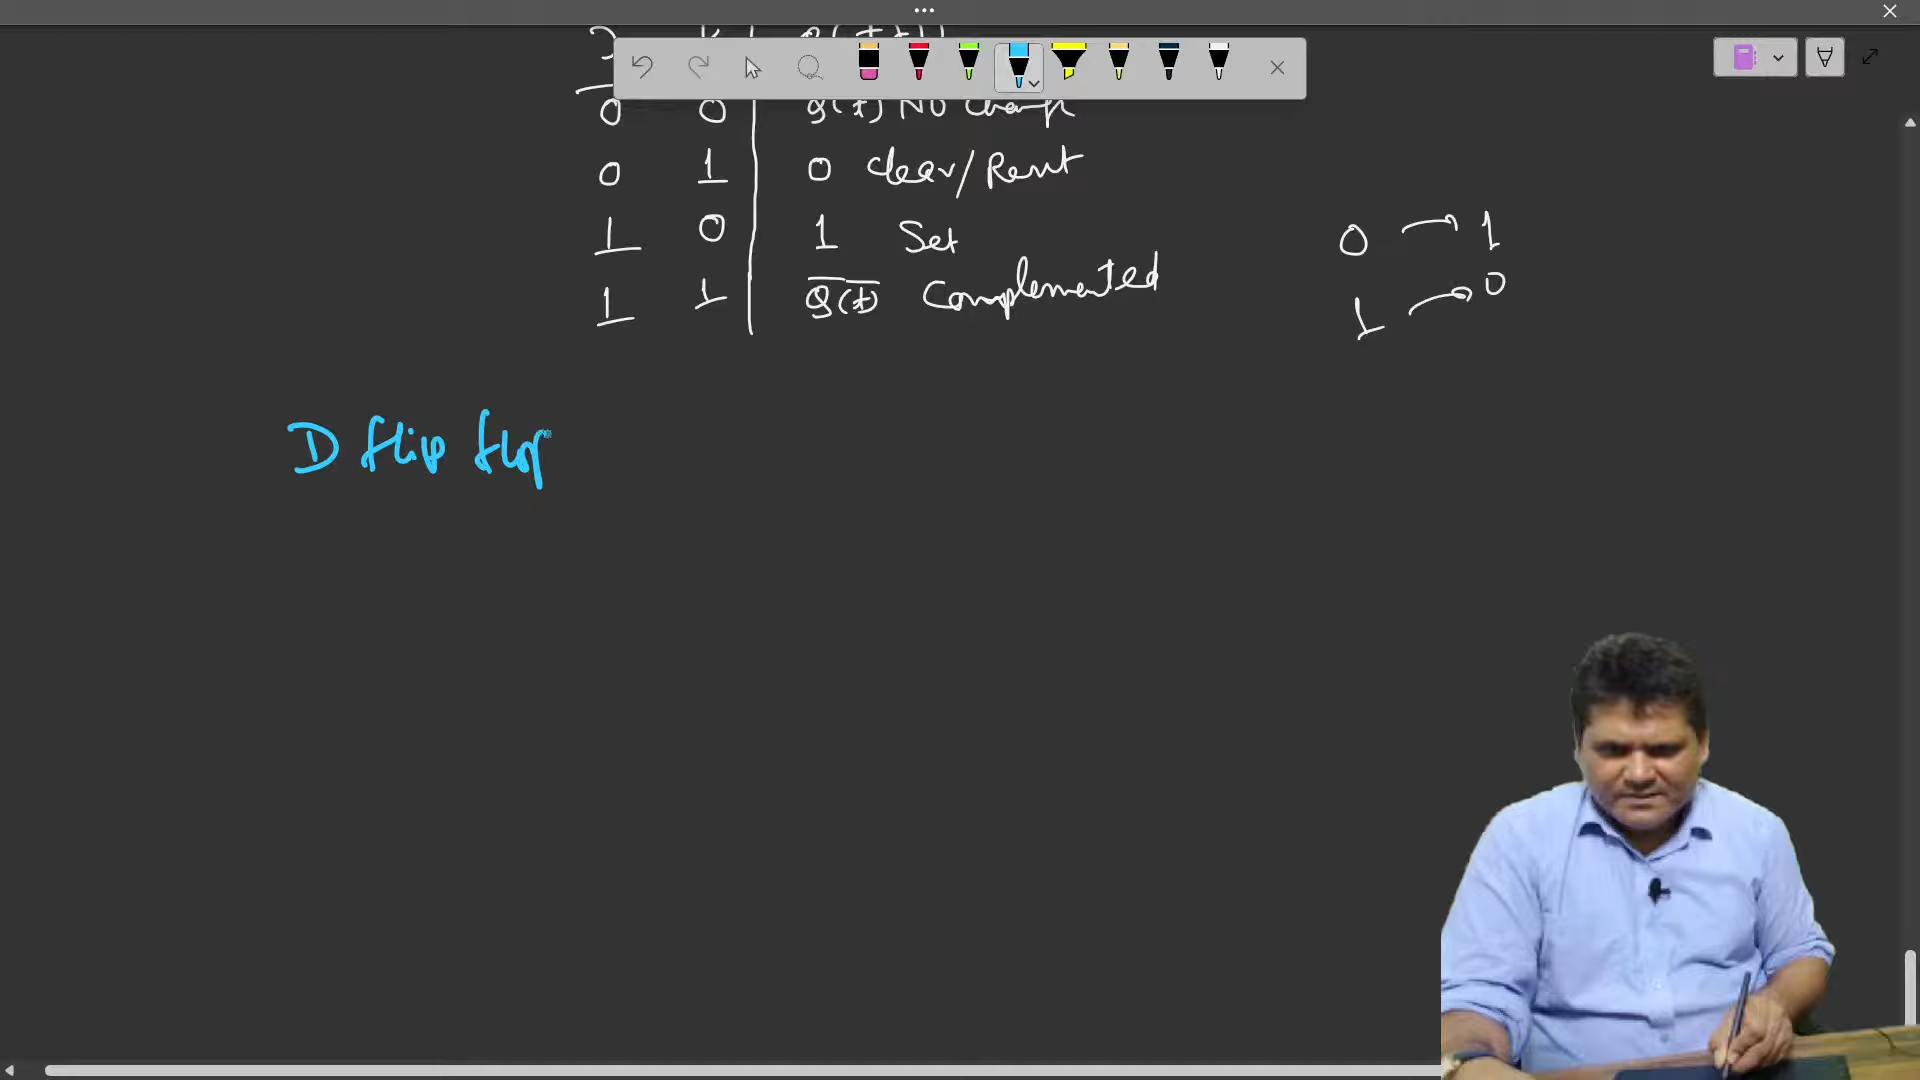 0 0 Q(t) No Change
0 1 0 Clear/Reset
1 0 1 Set
1 1 Q(t) Complemented
0 → 1
1 → 0
D flip flop